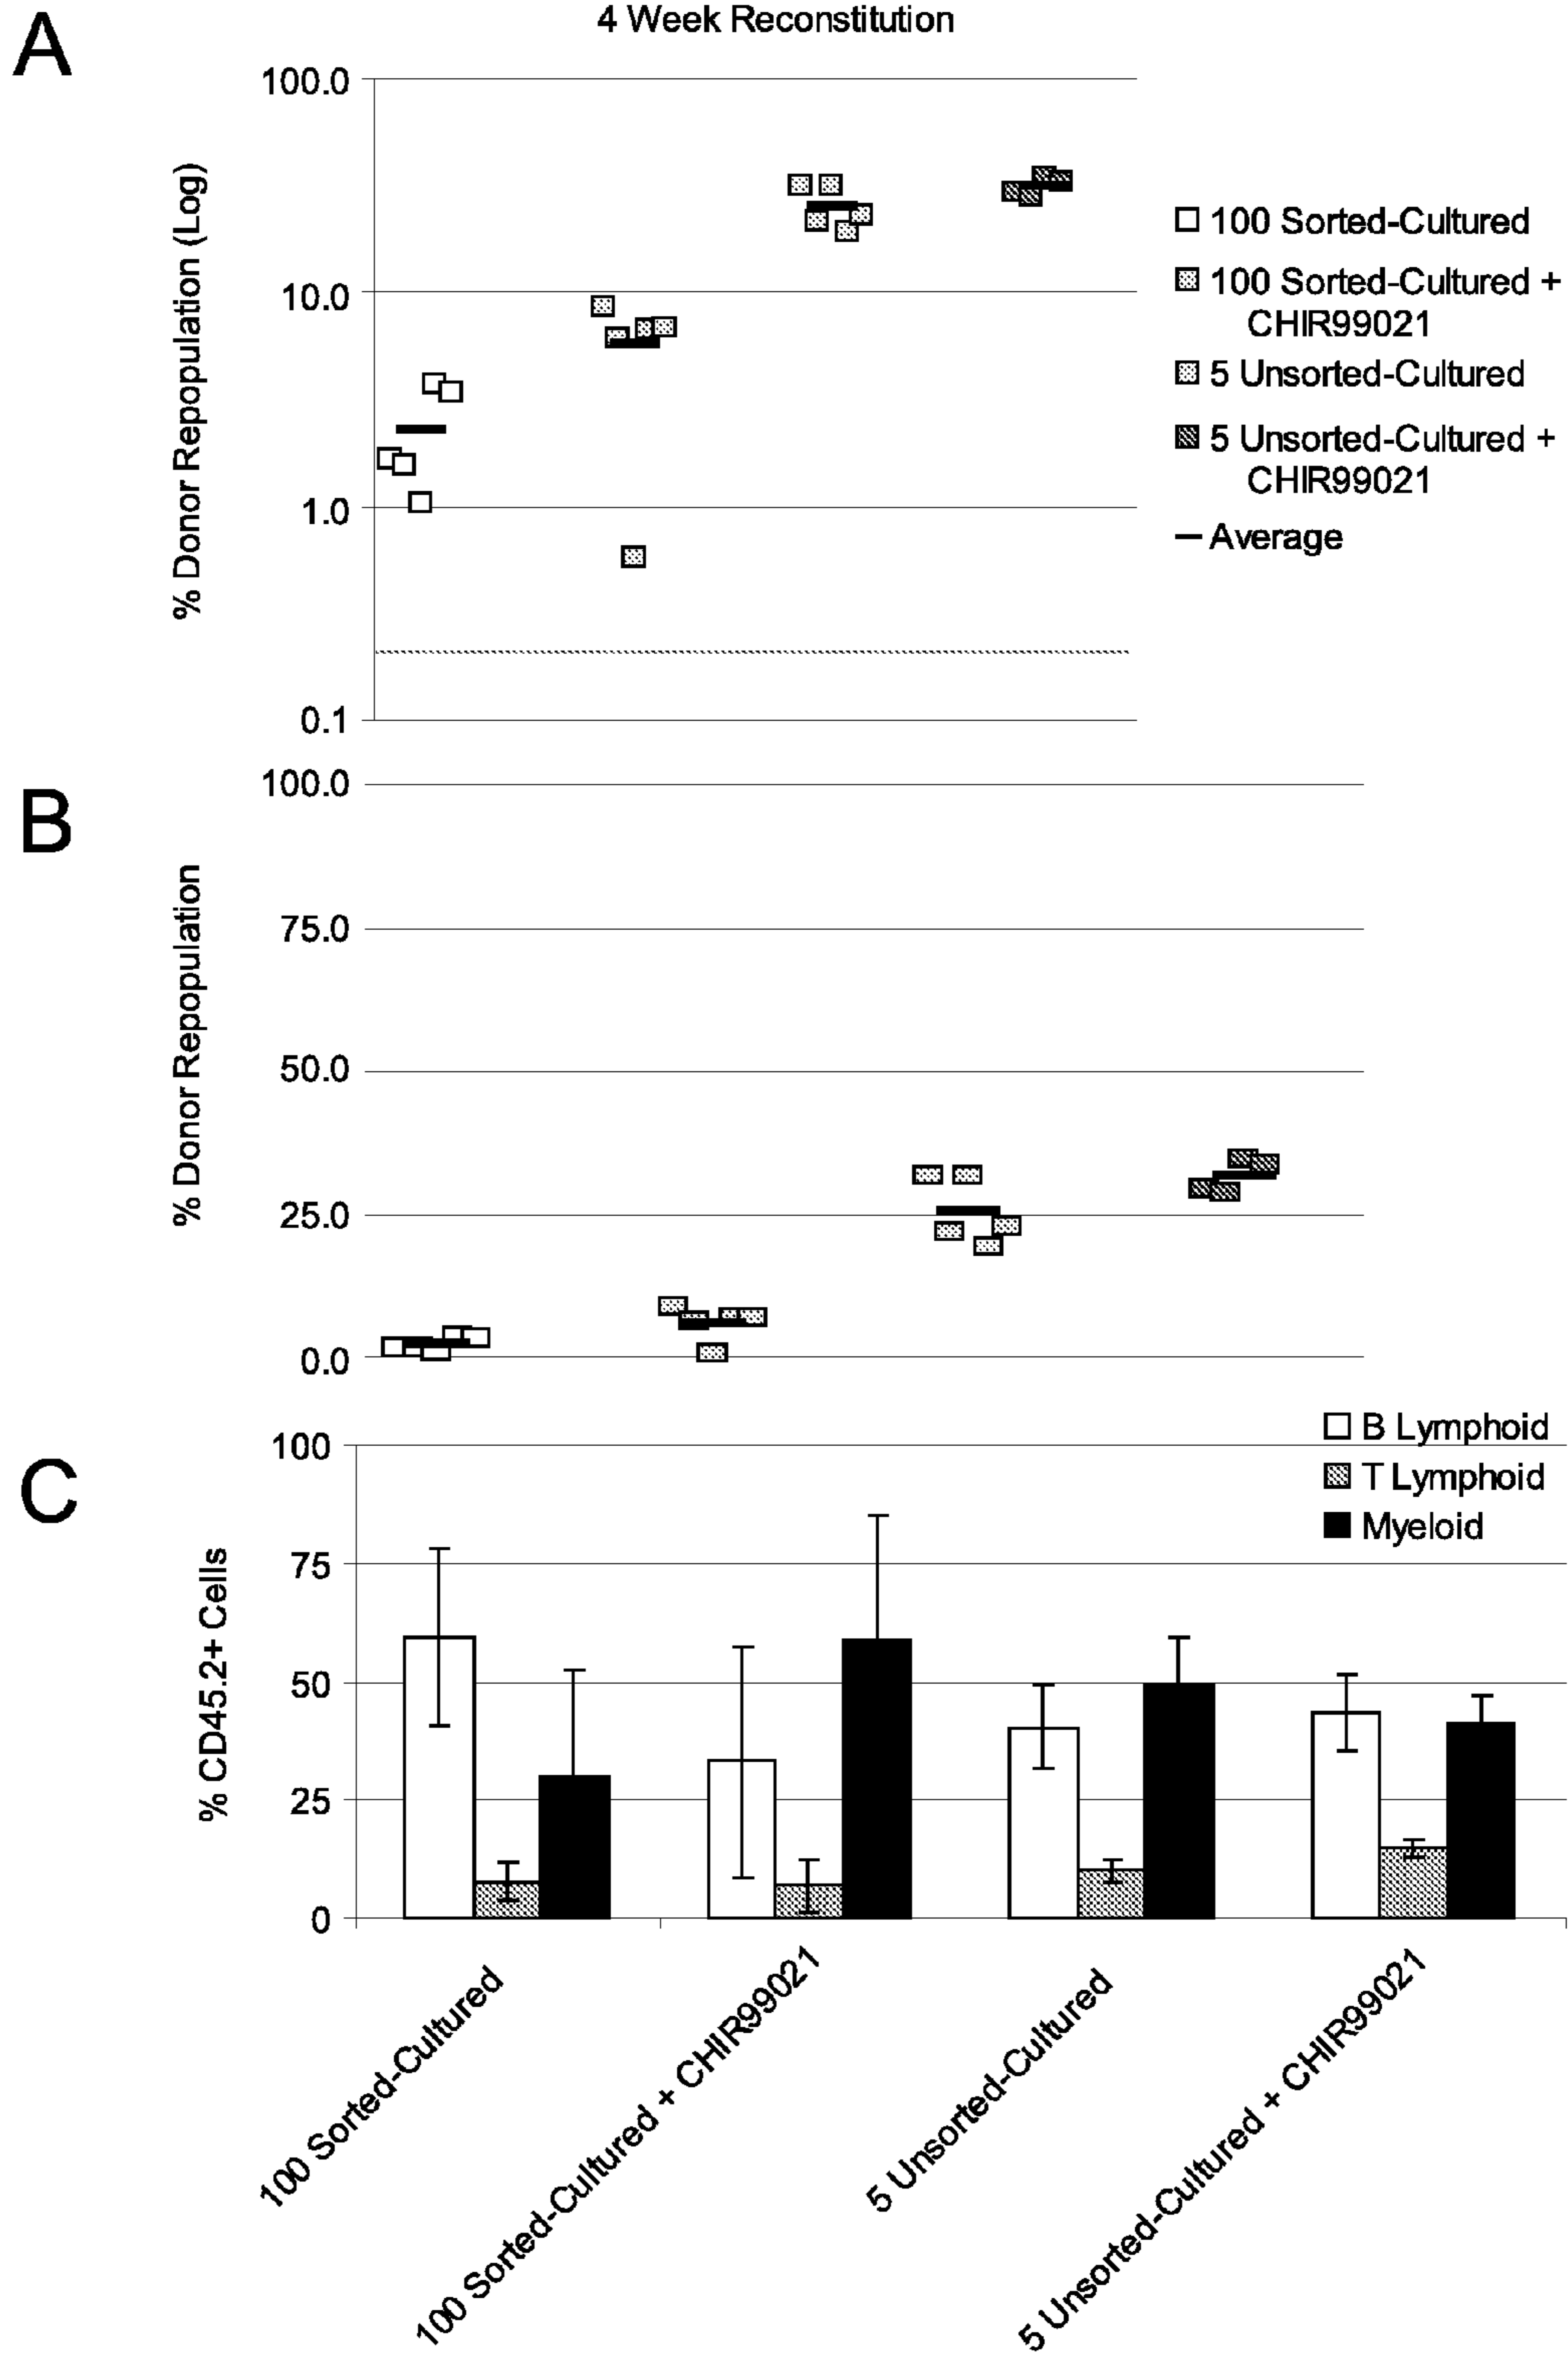 A
4 Week Reconstitution
100.0
10.0
1.0
0.1
% Donor Repopulation (Log)
100 Sorted-Cultured
100 Sorted-Cultured +
CHIR99021
5 Unsorted-Cultured
5 Unsorted-Cultured +
CHIR99021
Average
B
100.0
75.0
50.0
25.0
0.0
% Donor Repopulation
C
100
75
50
25
0
% CD45.2+ Cells
B Lymphoid
T Lymphoid
Myeloid
100 Sorted-Cultured
100 Sorted-Cultured + CHIR99021
5 Unsorted-Cultured
5 Unsorted-Cultured + CHIR99021